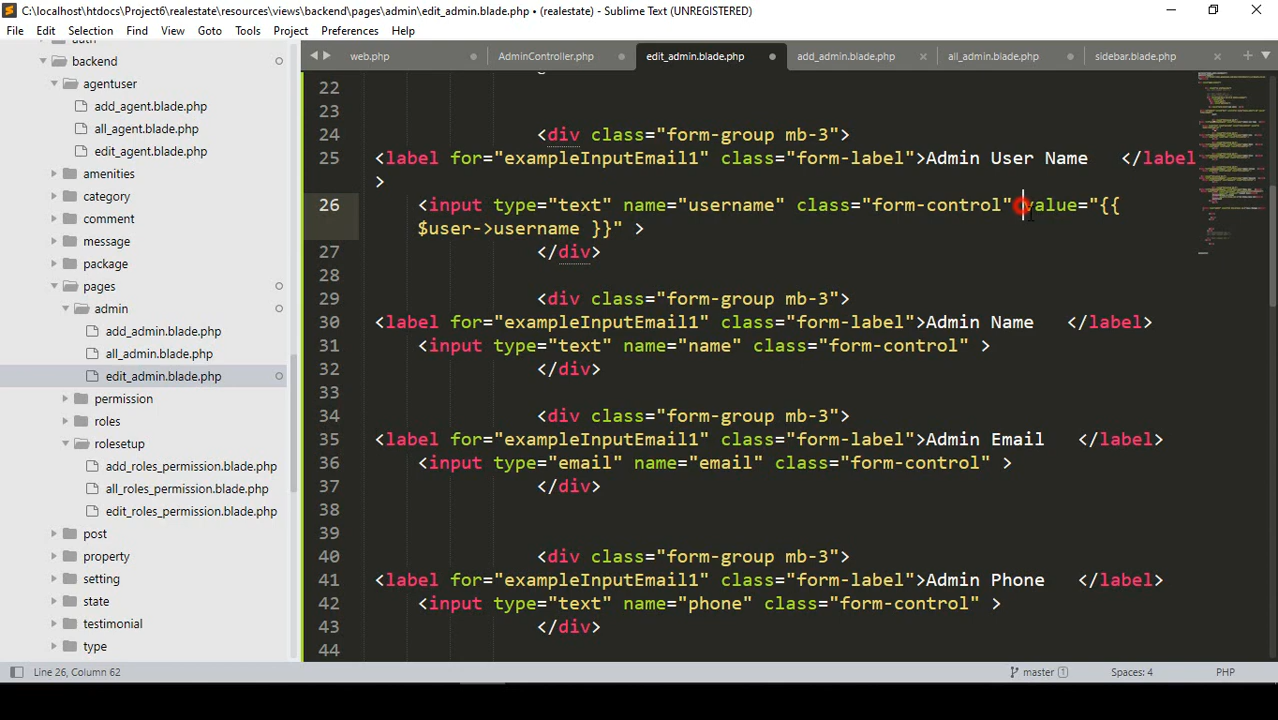 C:\localhost\htdocs\Project6\realestate\resources\views\backend\pages\admin\edit_admin.blade.php • (realestate) - Sublime Text (UNREGISTERED)
File Edit Selection Find View Goto Tools Project Preferences Help
backend
agentuser
add_agent.blade.php
all_agent.blade.php
edit_agent.blade.php
amenities
category
comment
message
package
pages
admin
add_admin.blade.php
all_admin.blade.php
edit_admin.blade.php
permission
roles
rolesetup
add_roles_permission.blade.php
all_roles_permission.blade.php
edit_roles_permission.blade.php
post
property
setting
state
testimonial
type
web.php AdminController.php edit_admin.blade.php add_admin.blade.php all_admin.blade.php sidebar.blade.php
22
23
24 <div class="form-group mb-3">
25 <label for="exampleInputEmail1" class="form-label">Admin User Name </label
>
26 <input type="text" name="username" class="form-control" value="{{
$user->username }}" >
27 </div>
28
29 <div class="form-group mb-3">
30 <label for="exampleInputEmail1" class="form-label">Admin Name </label>
31 <input type="text" name="name" class="form-control" >
32 </div>
33
34 <div class="form-group mb-3">
35 <label for="exampleInputEmail1" class="form-label">Admin Email </label>
36 <input type="email" name="email" class="form-control" >
37 </div>
38
39
40 <div class="form-group mb-3">
41 <label for="exampleInputEmail1" class="form-label">Admin Phone </label>
42 <input type="text" name="phone" class="form-control" >
43 </div>
44
Line 26, Column 62 master 1 Spaces: 4 PHP